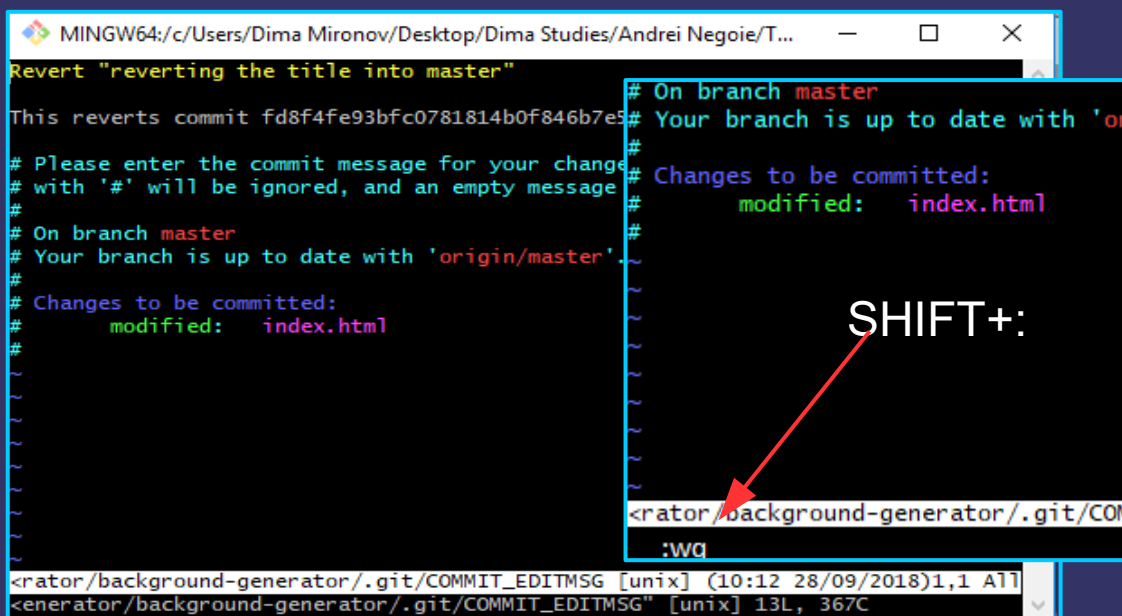 MINGW64:/c/Users/Dima Mironov/Desktop/Dima Studies/Andrei Negoie/T...
Revert "reverting the title into master"
This reverts commit fd8f4fe93bfc0781814b0f846b7e5
# Please enter the commit message for your change
# with '#' will be ignored, and an empty message
#
# On branch master
# Your branch is up to date with 'origin/master'.
#
# Changes to be committed:
#       modified:   index.html
#
~
~
~
~
~
~
~
~
~
<rator/background-generator/.git/COMMIT_EDITMSG [unix] (10:12 28/09/2018)1,1 All
<enerator/background-generator/.git/COMMIT_EDITMSG" [unix] 13L, 367C
# On branch master
# Your branch is up to date with 'or
#
# Changes to be committed:
#       modified:   index.html
#
~
~
~
~
~
~
~
~
~
SHIFT+:
<rator/background-generator/.git/COM
:wq